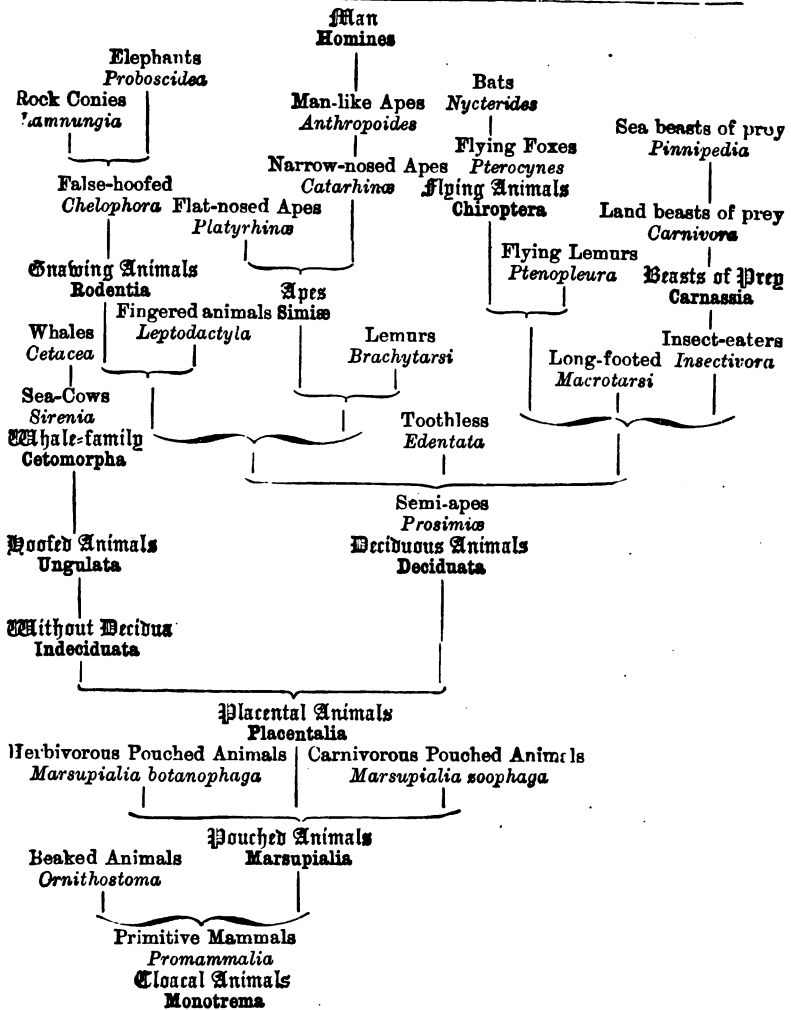 Man
Homines
Elephants
Proboscidea
Rock Conies
Lamnungia
Man-like Apes
Anthropoides
Bats
Nycterides
Sea beasts of prey
Pinnipedia
Narrow-nosed Apes
Catarhinæ
Flying Foxes
Pterocynes
Flying Animals
Chiroptera
False-hoofed
Chelophora
Flat-nosed Apes
Platyrhinæ
Land beasts of prey
Carnivora
Flying Lemurs
Ptenopleura
Gnawing Animals
Rodentia
Apes
Simiæ
Beasts of Prey
Carnassia
Fingered animals
Leptodactyla
Whales
Cetacea
Lemurs
Brachytarsi
Insect-eaters
Insectivora
Long-footed
Macrotarsi
Sea-Cows
Sirenia
Whale-family
Cetomorpha
Toothless
Edentata
Semi-apes
Prosimiæ
Deciduous Animals
Deciduata
Hoofed Animals
Ungulata
Without Decidua
Indeciduata
Placental Animals
Placentalia
Herbivorous Pouched Animals
Marsupialia botanophaga
Carnivorous Pouched Animals
Marsupialia zoophaga
Pouched Animals
Marsupialia
Beaked Animals
Ornithostoma
Primitive Mammals
Promammalia
Cloacal Animals
Monotrema